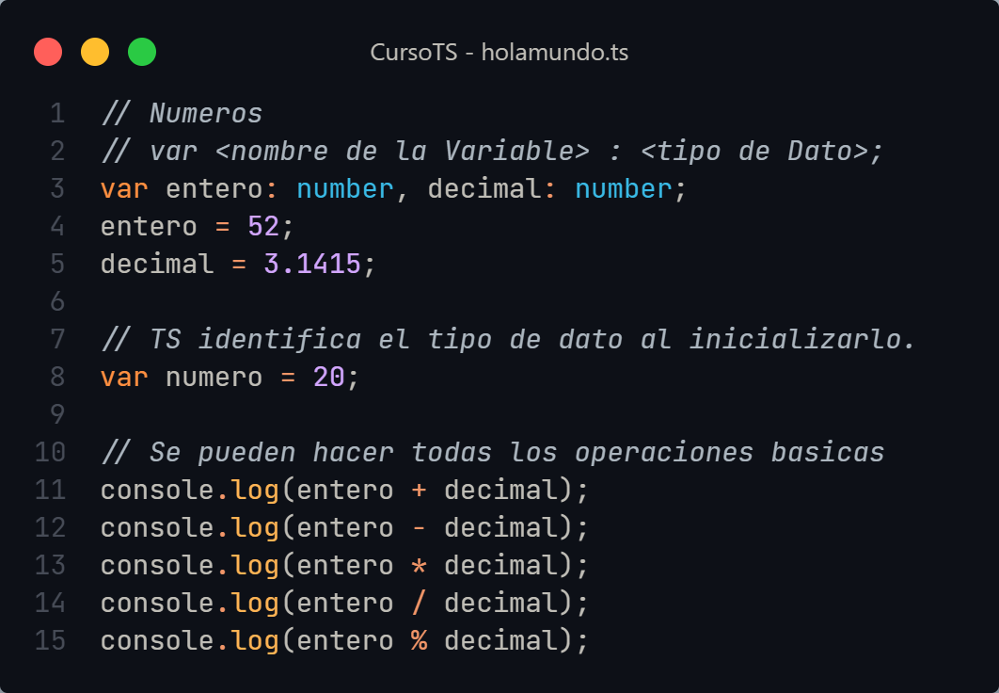 CursoTS - holamundo.ts
1 // Numeros
2 // var <nombre de la Variable> : <tipo de Dato>;
3 var entero: number, decimal: number;
4 entero = 52;
5 decimal = 3.1415;
6
7 // TS identifica el tipo de dato al inicializarlo.
8 var numero = 20;
9
10 // Se pueden hacer todas los operaciones basicas
11 console.log(entero + decimal);
12 console.log(entero - decimal);
13 console.log(entero * decimal);
14 console.log(entero / decimal);
15 console.log(entero % decimal);